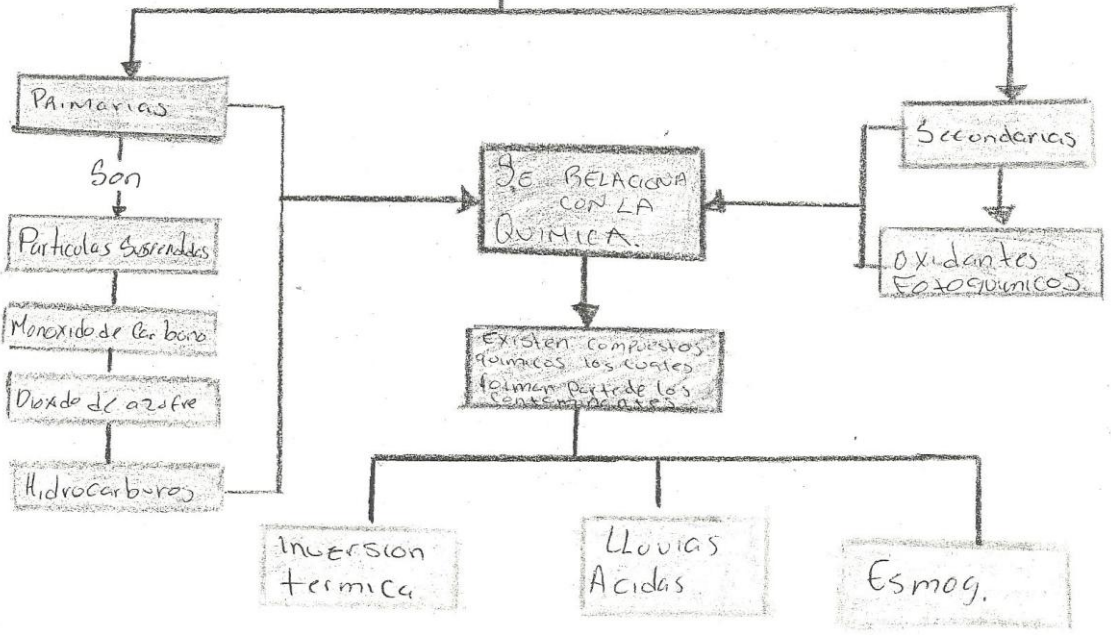 Primarias
Son
Particulas Suspendidas
Monoxido de Carbono
Dioxido de azofre
Hidrocarburos
SE RELACIONA
CON LA
QUIMICA.
Existen compuestos
quimicos los cuales
forman parte de los
contaminantes
Inversion
termica
LLuvias
Acidas.
Esmog.
Secundarias
Oxidantes
Fotoquimicos.